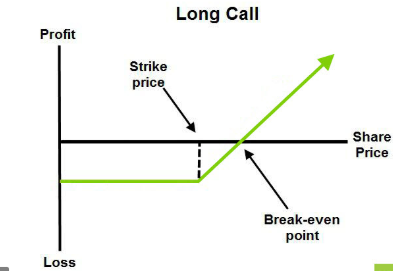 Long Call
Profit
Strike
price
Share
Price
Break-even
point
Loss